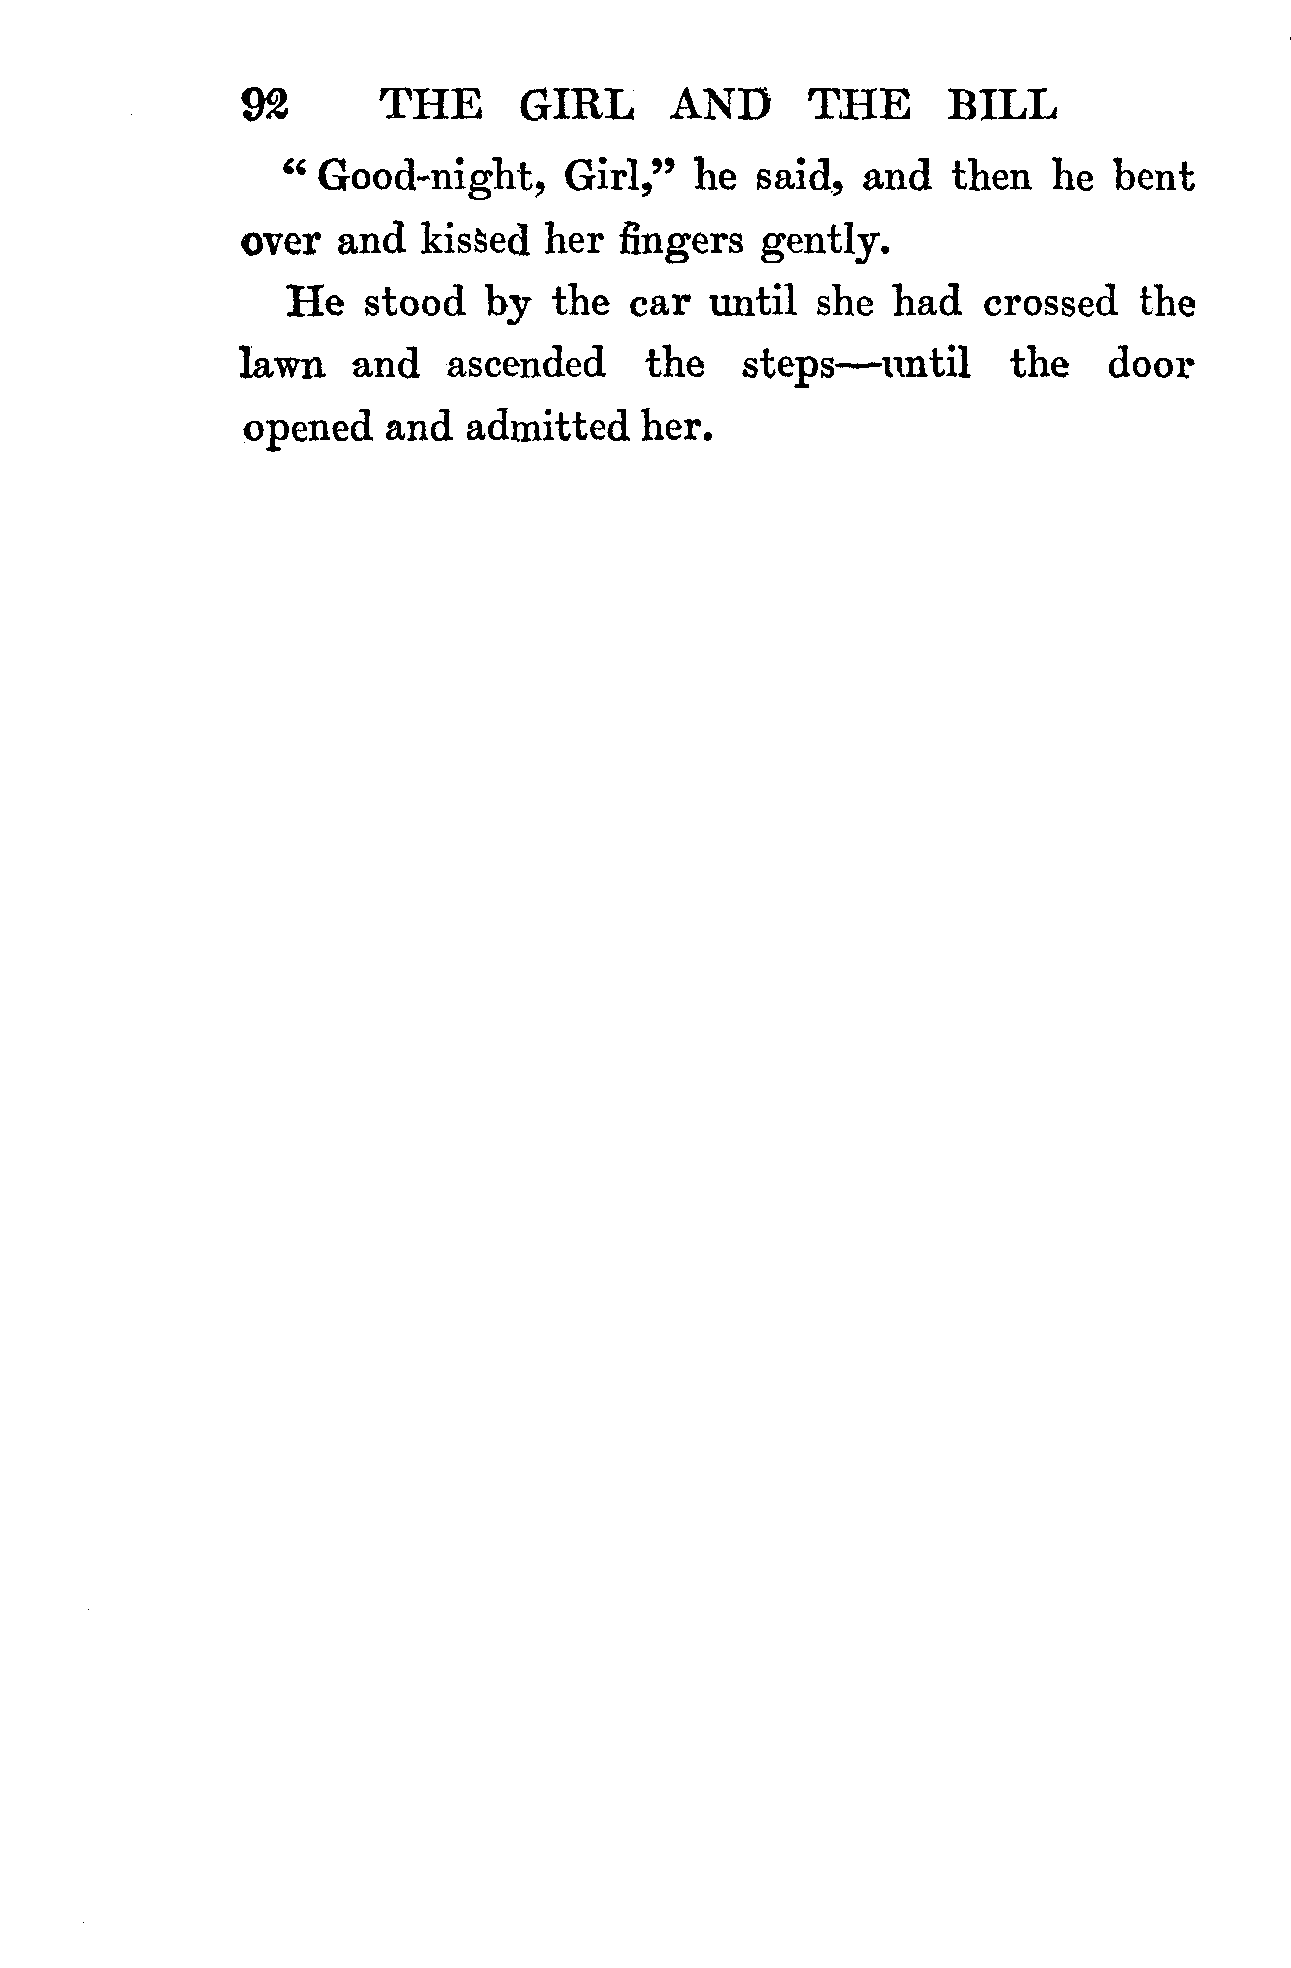 92 THE GIRL AND THE BILL
“Good-night, Girl,” he said, and then he bent
over and kissed her fingers gently.
He stood by the car until she had crossed the
lawn and ascended the steps—until the door
opened and admitted her.